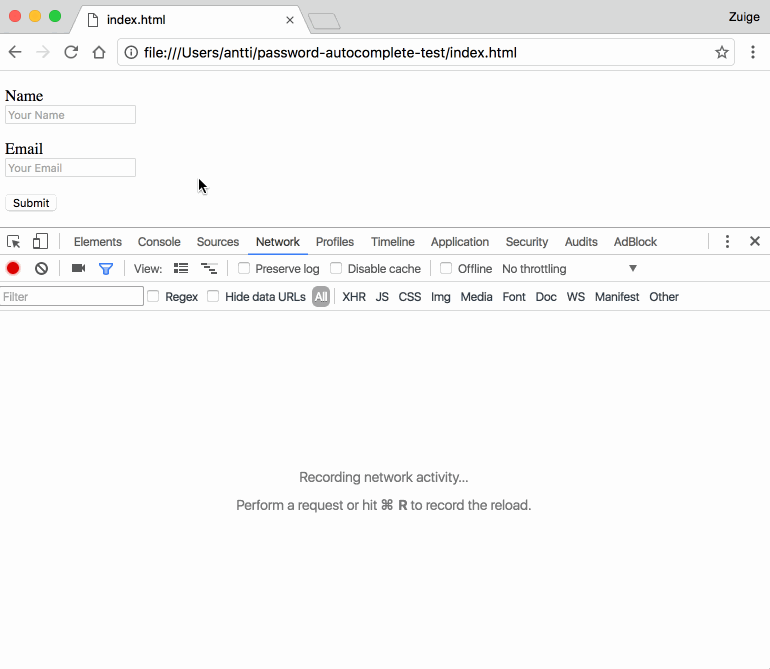 index.html
Zuige
file:///Users/antti/password-autocomplete-test/index.html
Name
Your Name
Email
Your Email
Submit
Elements Console Sources Network Profiles Timeline Application Security Audits AdBlock
View: Preserve log Disable cache Offline No throttling
Filter Regex Hide data URLs All XHR JS CSS Img Media Font Doc WS Manifest Other
Recording network activity...
Perform a request or hit ⌘ R to record the reload.